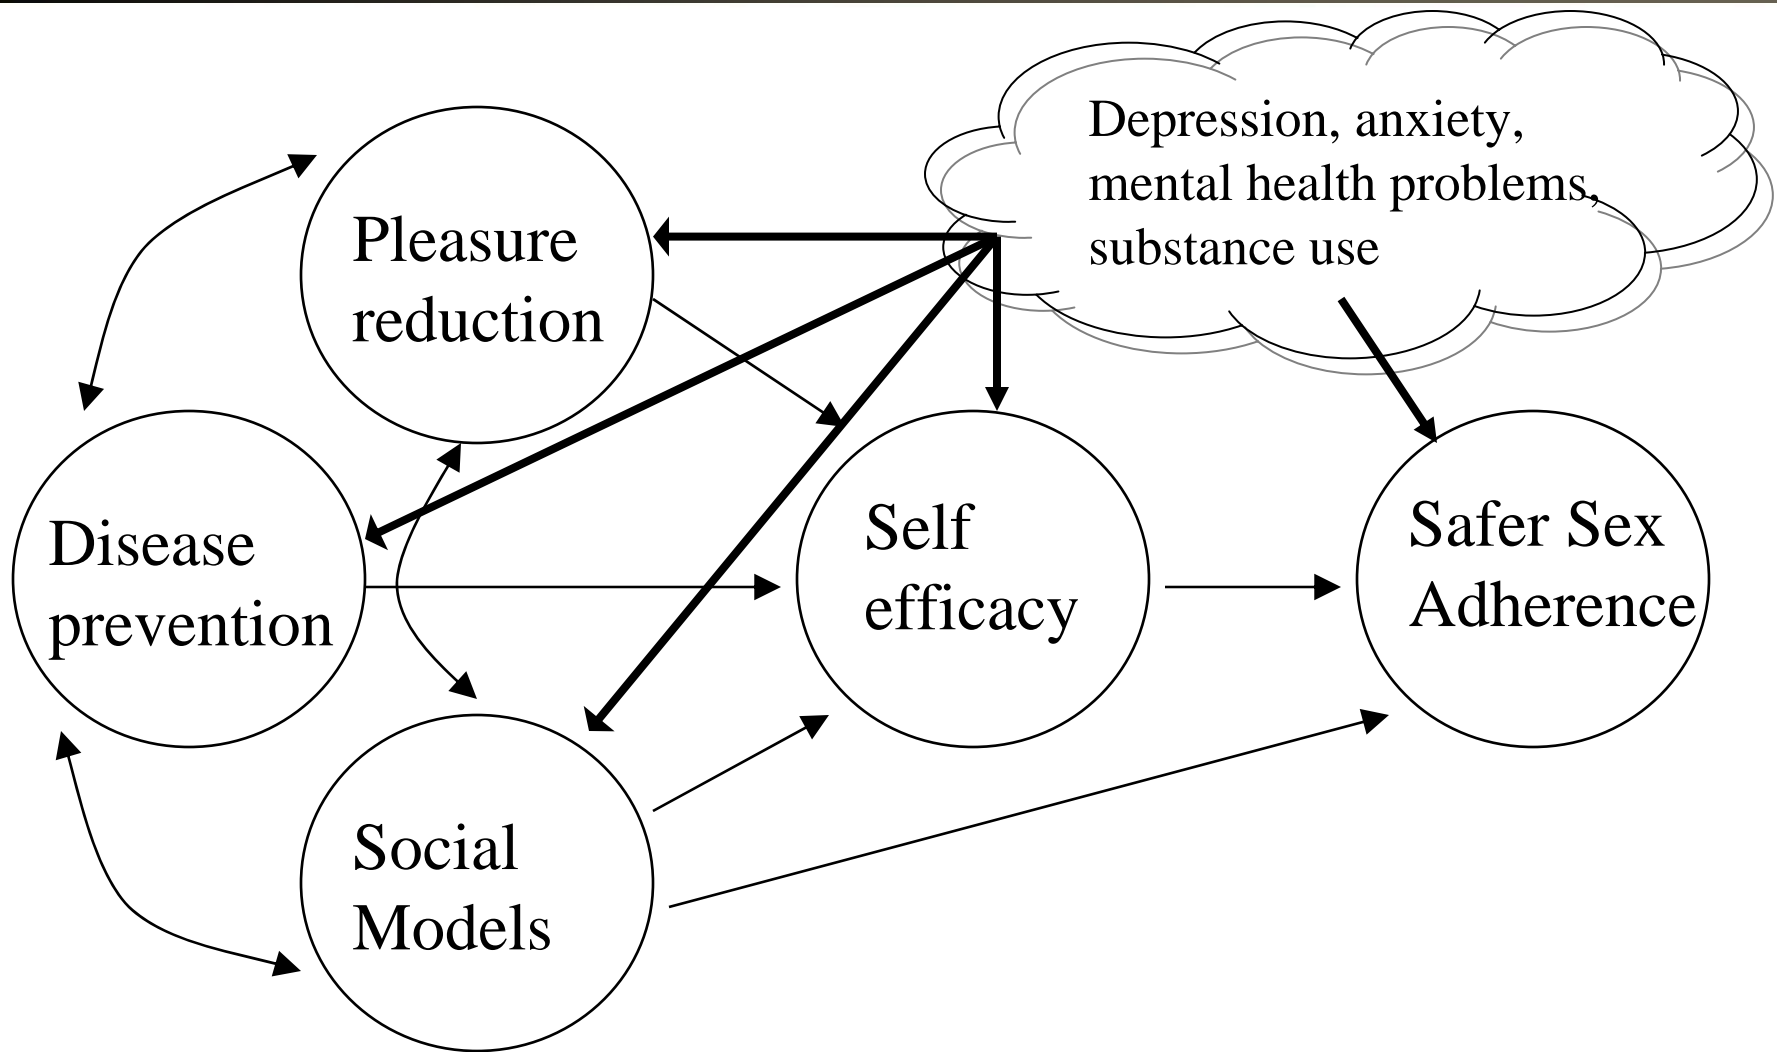 Depression, anxiety,
mental health problems,
substance use
Pleasure
reduction
Disease
prevention
Self
efficacy
Safer Sex
Adherence
Social
Models